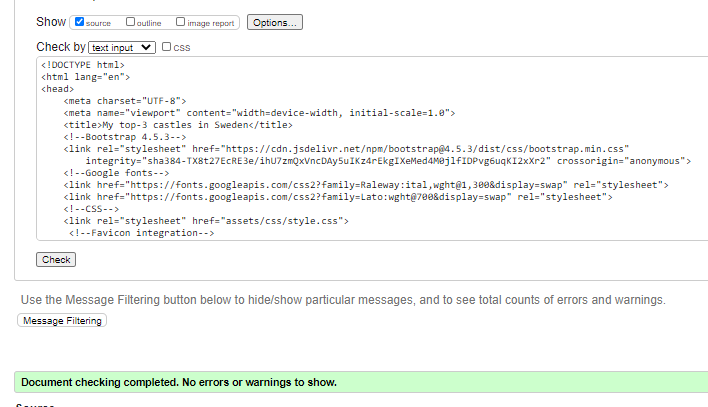 Show source outline image report Options...
Check by text input css
<!DOCTYPE html>
<html lang="en">
<head>
<meta charset="UTF-8">
<meta name="viewport" content="width=device-width, initial-scale=1.0">
<title>My top-3 castles in Sweden</title>
<!--Bootstrap 4.5.3-->
<link rel="stylesheet" href="https://cdn.jsdelivr.net/npm/bootstrap@4.5.3/dist/css/bootstrap.min.css"
integrity="sha384-TX8t27EcRE3e/ihU7zmQxVncDAy5uIKz4rEkgIXeMed4M0jlfIDPvg6uqKI2xXr2" crossorigin="anonymous">
<!--Google fonts-->
<link href="https://fonts.googleapis.com/css2?family=Raleway:ital,wght@1,300&display=swap" rel="stylesheet">
<link href="https://fonts.googleapis.com/css2?family=Lato:wght@700&display=swap" rel="stylesheet">
<!--CSS-->
<link rel="stylesheet" href="assets/css/style.css">
<!--Favicon integration-->
Check
Use the Message Filtering button below to hide/show particular messages, and to see total counts of errors and warnings.
Message Filtering
Document checking completed. No errors or warnings to show.